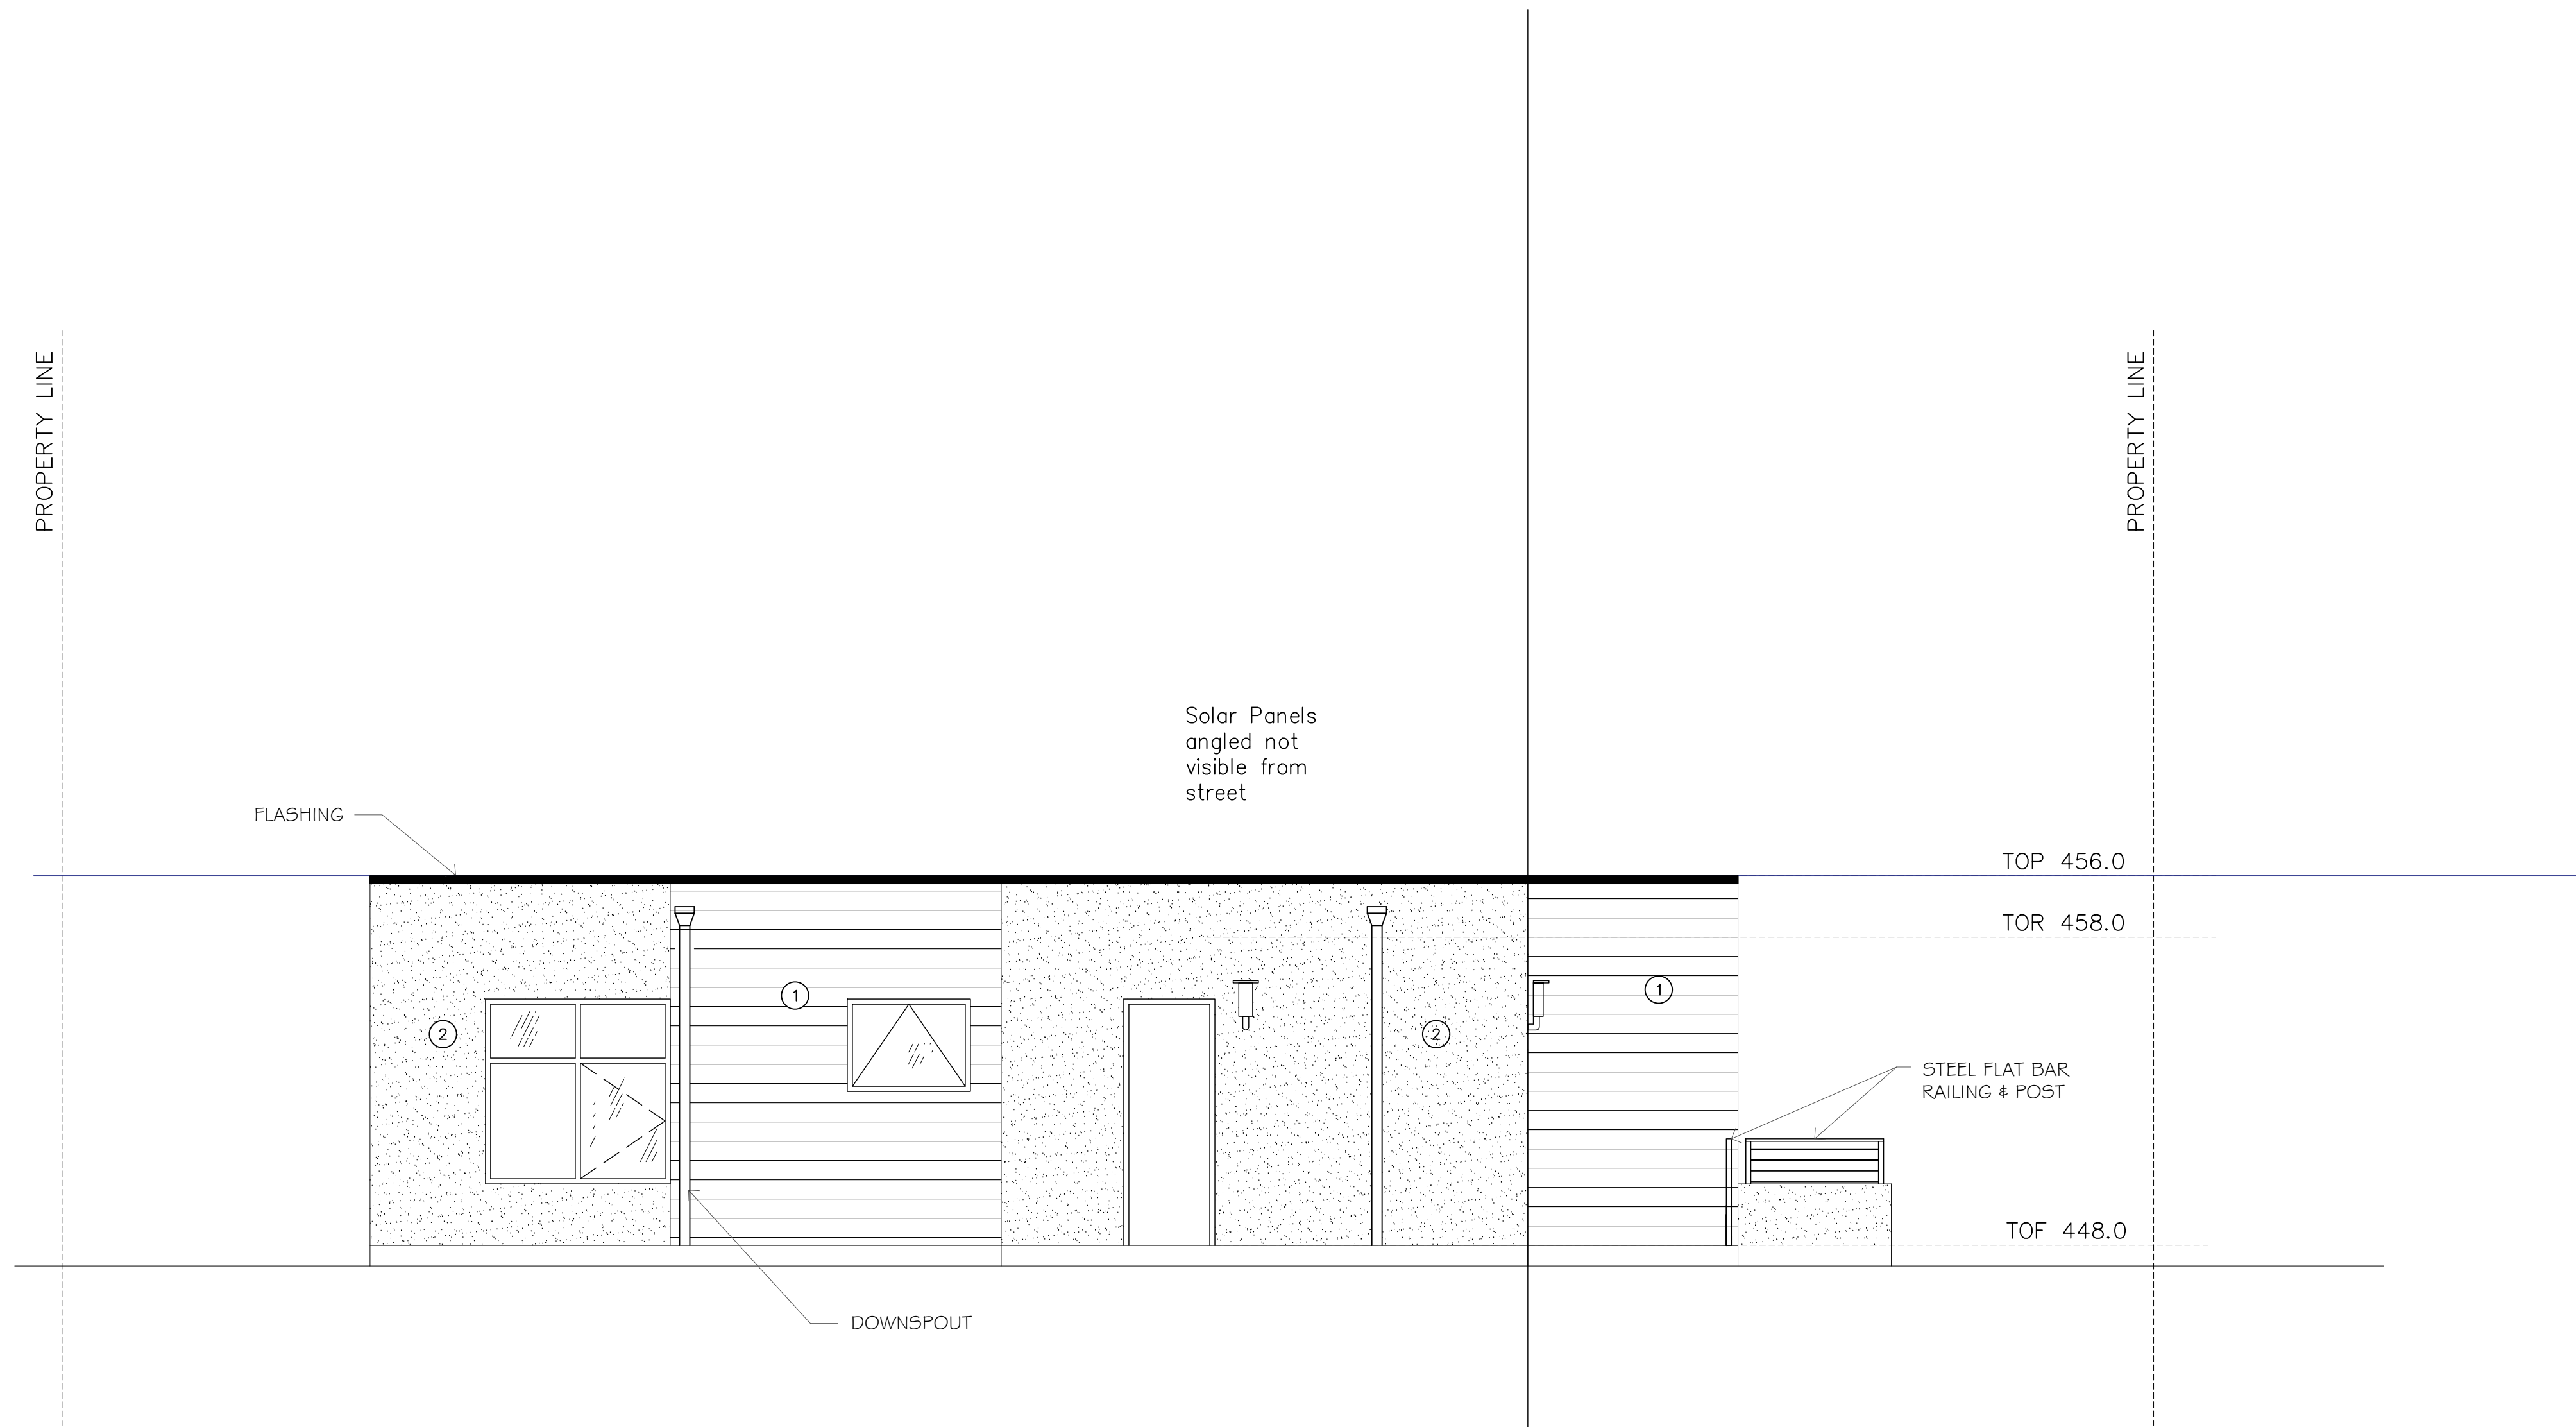 PROPERTY LINE
PROPERTY LINE
Solar Panels
angled not
visible from
street
FLASHING
TOP 456.0
TOR 458.0
1
1
2
2
STEEL FLAT BAR
RAILING & POST
TOF 448.0
DOWNSPOUT